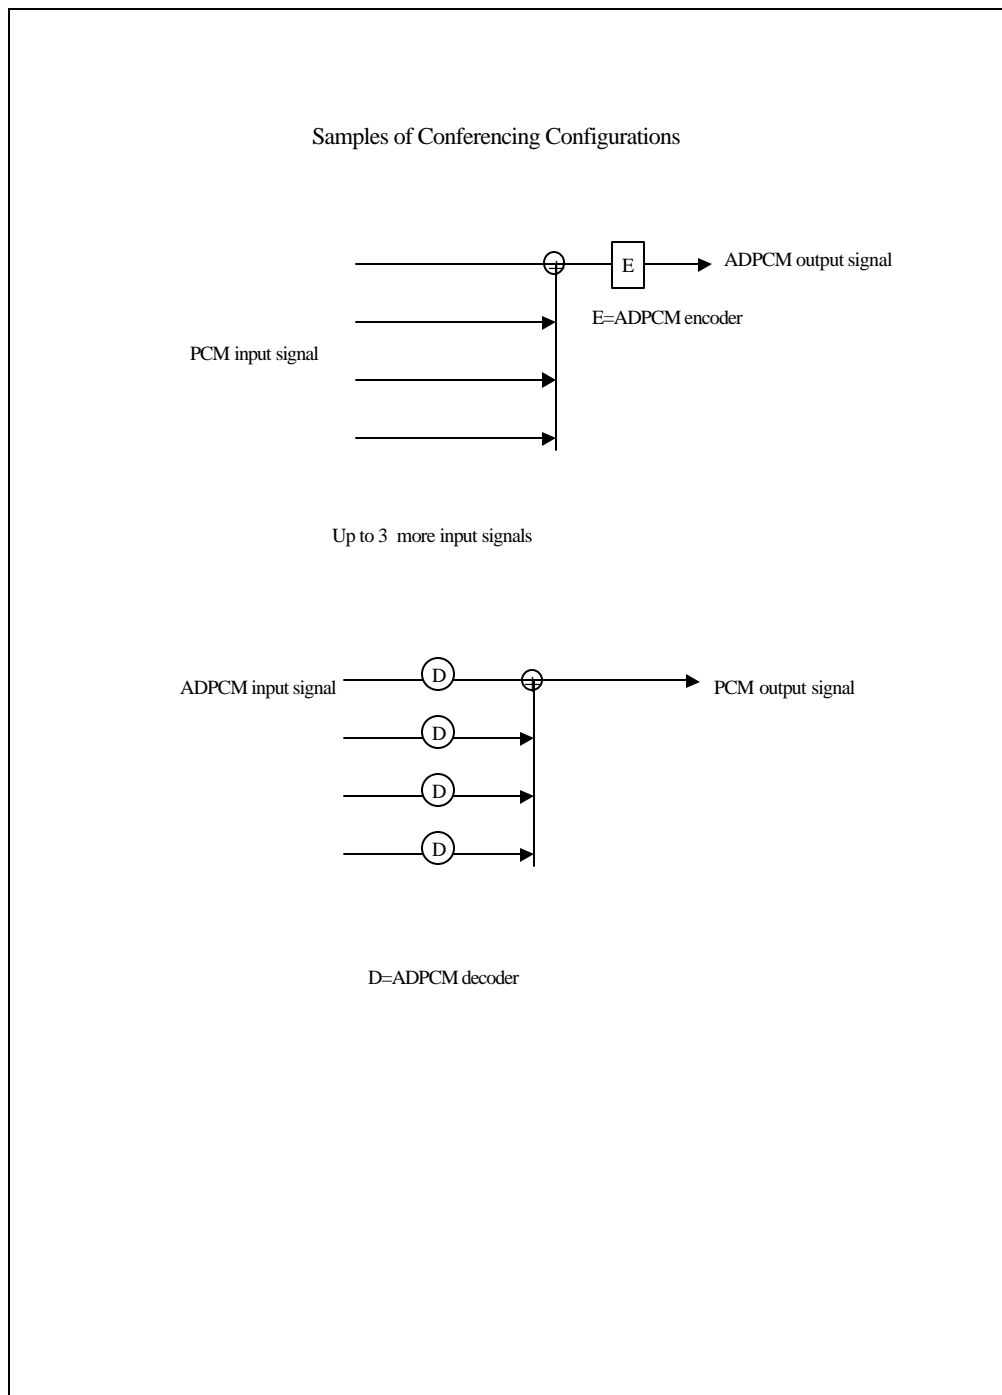 Samples of Conferencing Configurations
+
E
ADPCM output signal
E=ADPCM encoder
PCM input signal
Up to 3 more input signals
D
+
ADPCM input signal
PCM output signal
D
D
D
D=ADPCM decoder